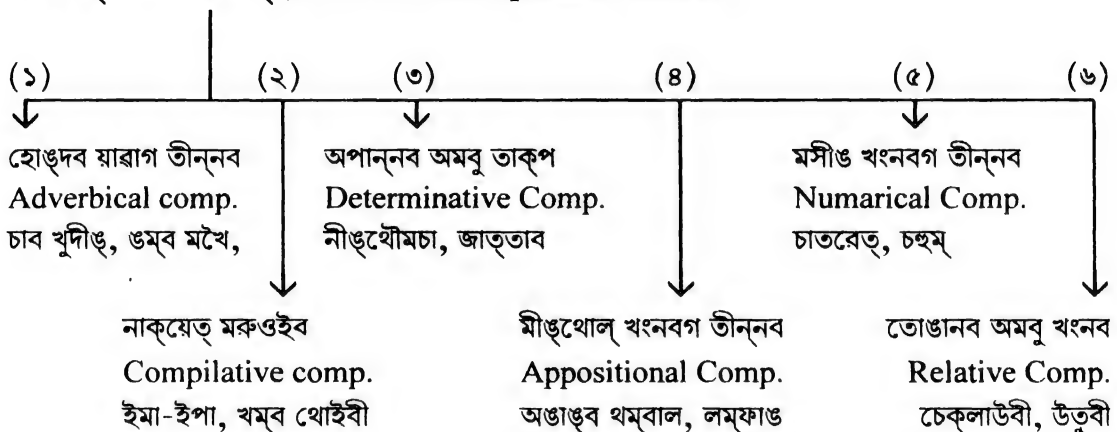 (১) (২) (৩) (৪) (৫) (৬)
হোঙ্দব য়ারাগ তীন্নব
Adverbical comp.
চাব খুদীঙ্, ঙম্ব মখৈ,
অপান্নব অমবু তাক্প
Determinative Comp.
নীঙ্থৌমচা, জাত্তাব
মসীঙ খংনবগ তীন্নব
Numarical Comp.
চাতরেত্, চহুম্
নাক্য়েত্ মরুওইব
Compilative comp.
ইমা-ইপা, খম্ব থোইবী
মীঙ্থোল্ খংনবগ তীন্নব
Appositional Comp.
অঙাঙ্ব থম্বাল, লম্ফাঙ
তোঙানব অমবু খংনব
Relative Comp.
চেক্লাউবী, উতুবী